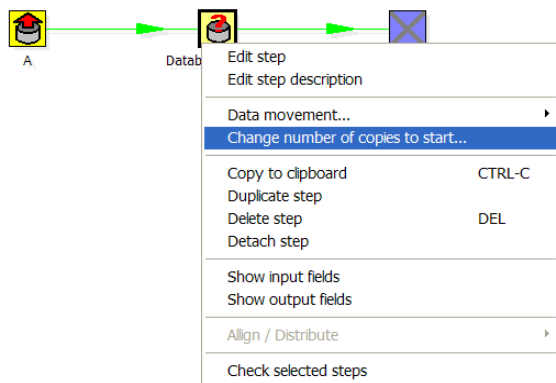 A
Datab
Edit step
Edit step description
Data movement...
Change number of copies to start...
Copy to clipboard CTRL-C
Duplicate step
Delete step DEL
Detach step
Show input fields
Show output fields
Allign / Distribute
Check selected steps